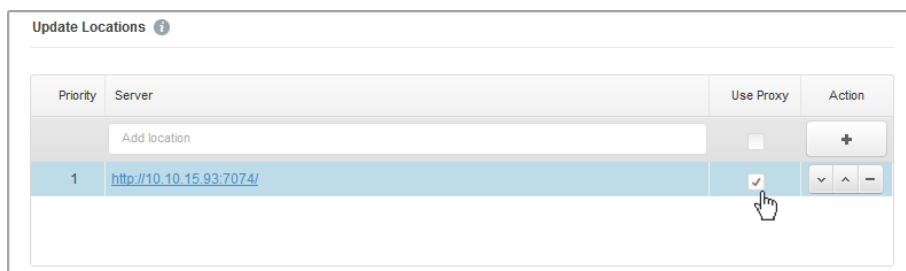 Update Locations
Priority Server Use Proxy Action
Add location
1 http://10.10.15.93:7074/